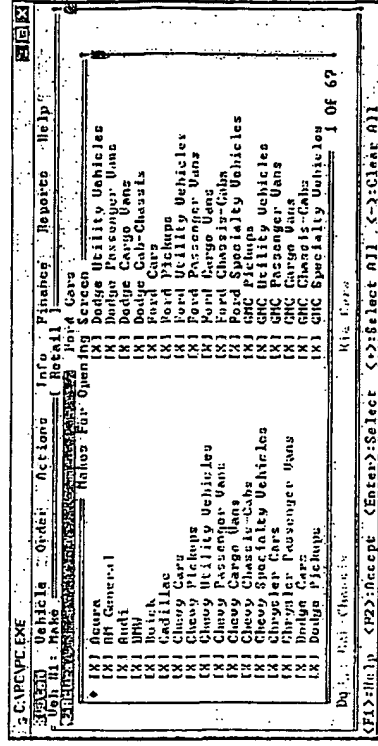 C:\PC\PC.EXE
Vehicle Order Actions Info Finance Reports Help
Veh #1: Make [ Retail ]
Ford Cars
Makes For Opening Screen
[X] Acura [X] Dodge Utility Vehicles
[X] AM General [X] Dodge Passenger Vans
[X] Audi [X] Dodge Cargo Vans
[X] BMW [X] Dodge Cab-Chassis
[X] Buick [X] Ford Cars
[X] Cadillac [X] Ford Pickups
[X] Chevy Cars [X] Ford Utility Vehicles
[X] Chevy Pickups [X] Ford Passenger Vans
[X] Chevy Utility Vehicles [X] Ford Cargo Vans
[X] Chevy Passenger Vans [X] Ford Chassis-Cabs
[X] Chevy Cargo Vans [X] Ford Specialty Vehicles
[X] Chevy Chassis-Cabs [X] GMC Pickups
[X] Chevy Specialty Vehicles [X] GMC Utility Vehicles
[X] Chrysler Cars [X] GMC Passenger Vans
[X] Chrysler Passenger Vans [X] GMC Cargo Vans
[X] Dodge Cars [X] GMC Chassis-Cabs
[X] Dodge Pickups [X] GMC Specialty Vehicles
1 OF 67
Kia Cars
<F1>:Help <F2>:Accept <Enter>:Select <+>:Select All <->:Clear All